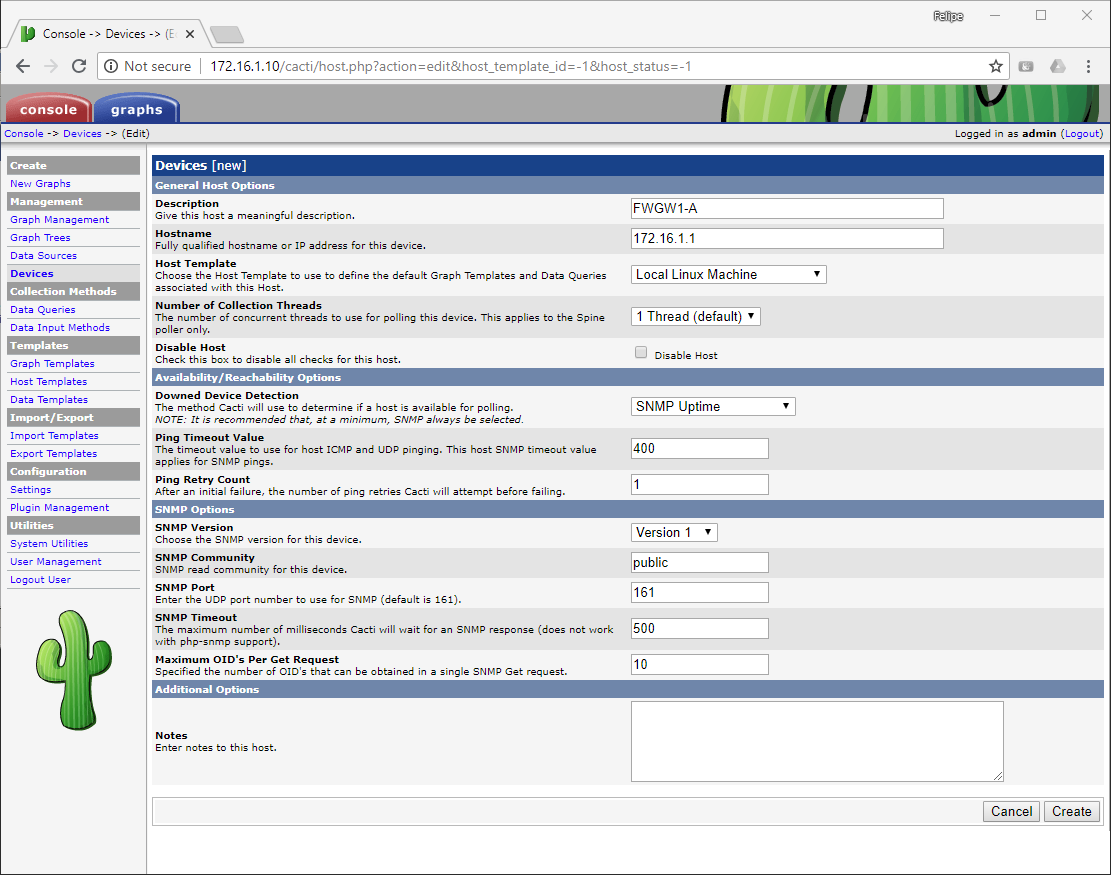 Felipe
Console -> Devices -> (E
Not secure 172.16.1.10/cacti/host.php?action=edit&host_template_id=-1&host_status=-1
console graphs
Console -> Devices -> (Edit) Logged in as admin (Logout)
Create
New Graphs
Management
Graph Management
Graph Trees
Data Sources
Devices
Collection Methods
Data Queries
Data Input Methods
Templates
Graph Templates
Host Templates
Data Templates
Import/Export
Import Templates
Export Templates
Configuration
Settings
Plugin Management
Utilities
System Utilities
User Management
Logout User
Devices [new]
General Host Options
Description
Give this host a meaningful description.
FWGW1-A
Hostname
Fully qualified hostname or IP address for this device.
172.16.1.1
Host Template
Choose the Host Template to use to define the default Graph Templates and Data Queries
associated with this Host.
Local Linux Machine
Number of Collection Threads
The number of concurrent threads to use for polling this device. This applies to the Spine
poller only.
1 Thread (default)
Disable Host
Check this box to disable all checks for this host.
Disable Host
Availability/Reachability Options
Downed Device Detection
The method Cacti will use to determine if a host is available for polling.
NOTE: It is recommended that, at a minimum, SNMP always be selected.
SNMP Uptime
Ping Timeout Value
The timeout value to use for host ICMP and UDP pinging. This host SNMP timeout value
applies for SNMP pings.
400
Ping Retry Count
After an initial failure, the number of ping retries Cacti will attempt before failing.
1
SNMP Options
SNMP Version
Choose the SNMP version for this device.
Version 1
SNMP Community
SNMP read community for this device.
public
SNMP Port
Enter the UDP port number to use for SNMP (default is 161).
161
SNMP Timeout
The maximum number of milliseconds Cacti will wait for an SNMP response (does not work
with php-snmp support).
500
Maximum OID's Per Get Request
Specified the number of OID's that can be obtained in a single SNMP Get request.
10
Additional Options
Notes
Enter notes to this host.
Cancel Create